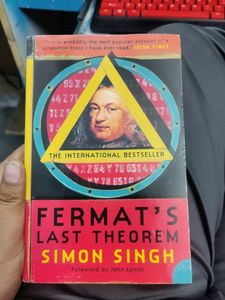 "This is probably the best popular account of a
scientific topic I have ever read." IRISH TIMES
THE INTERNATIONAL BESTSELLER
FERMAT'S
LAST THEOREM
SIMON SINGH
Foreword by John Lynch